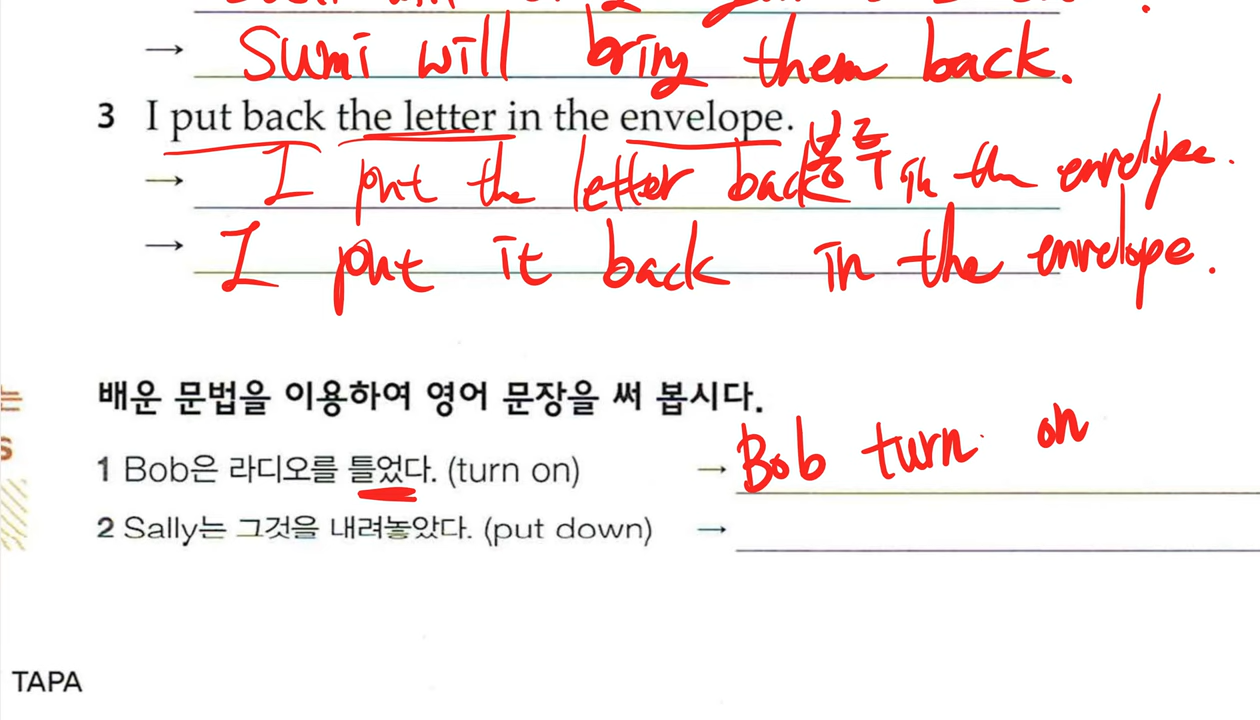 → Sumi will bring them back.
3 I put back the letter in the envelope.
→ I put the letter back in the envelope.
봉투
→ I put it back in the envelope.
배운 문법을 이용하여 영어 문장을 써 봅시다.
1 Bob은 라디오를 틀었다. (turn on) → Bob turn on
2 Sally는 그것을 내려놓았다. (put down) →
는
S
TAPA